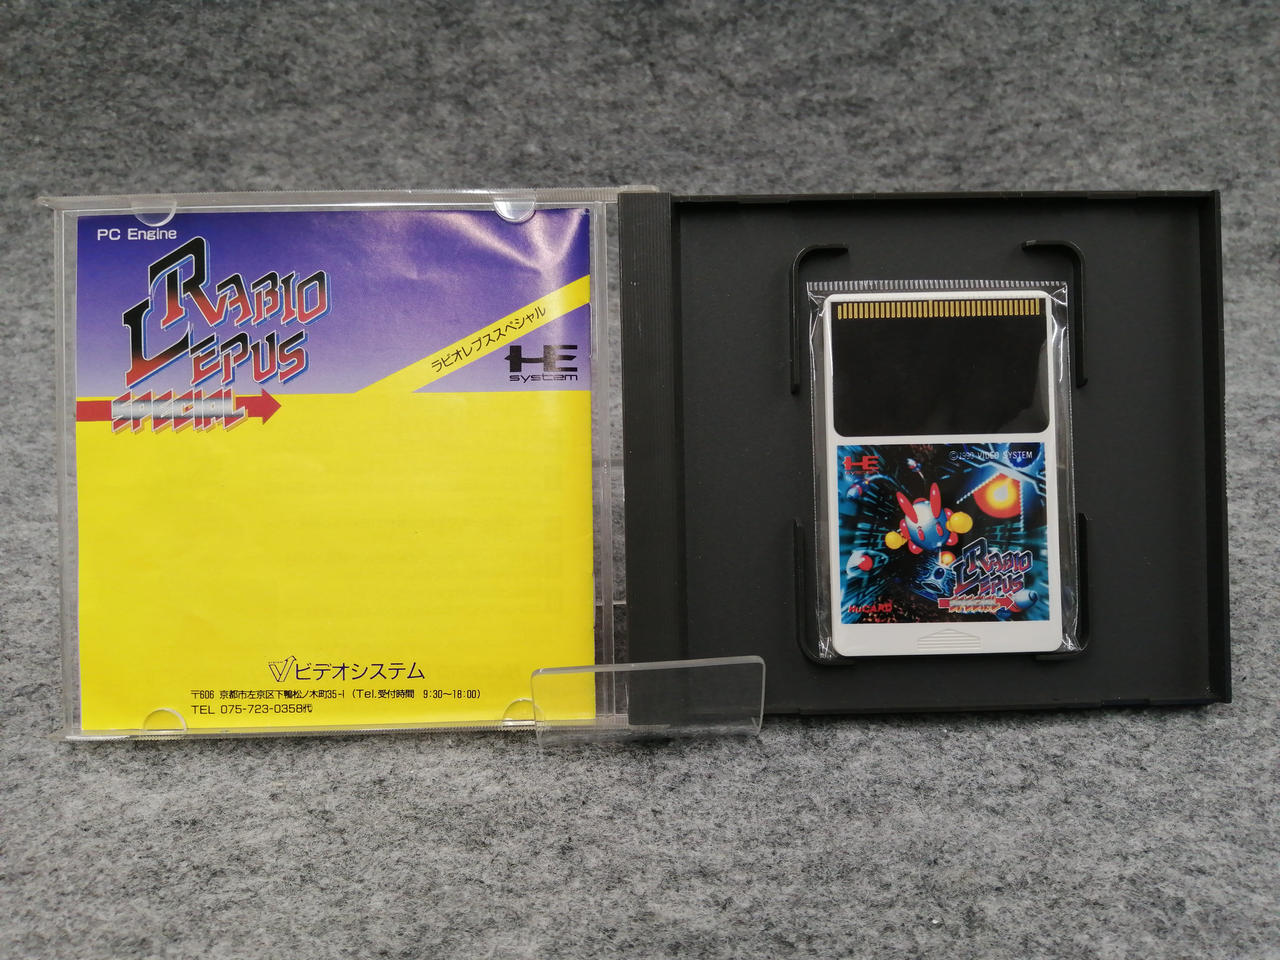 PC Engine
RABIO
LEPUS
SPECIAL
ラビオレプススペシャル
HE
system
ビデオシステム
〒606 京都市左京区下鴨松ノ木町35-1 (Tel.受付時間 9:30~18:00)
TEL 075-723-0358代
HE
©1990 VIDEO SYSTEM
RABIO
LEPUS
SPECIAL
HuCARD